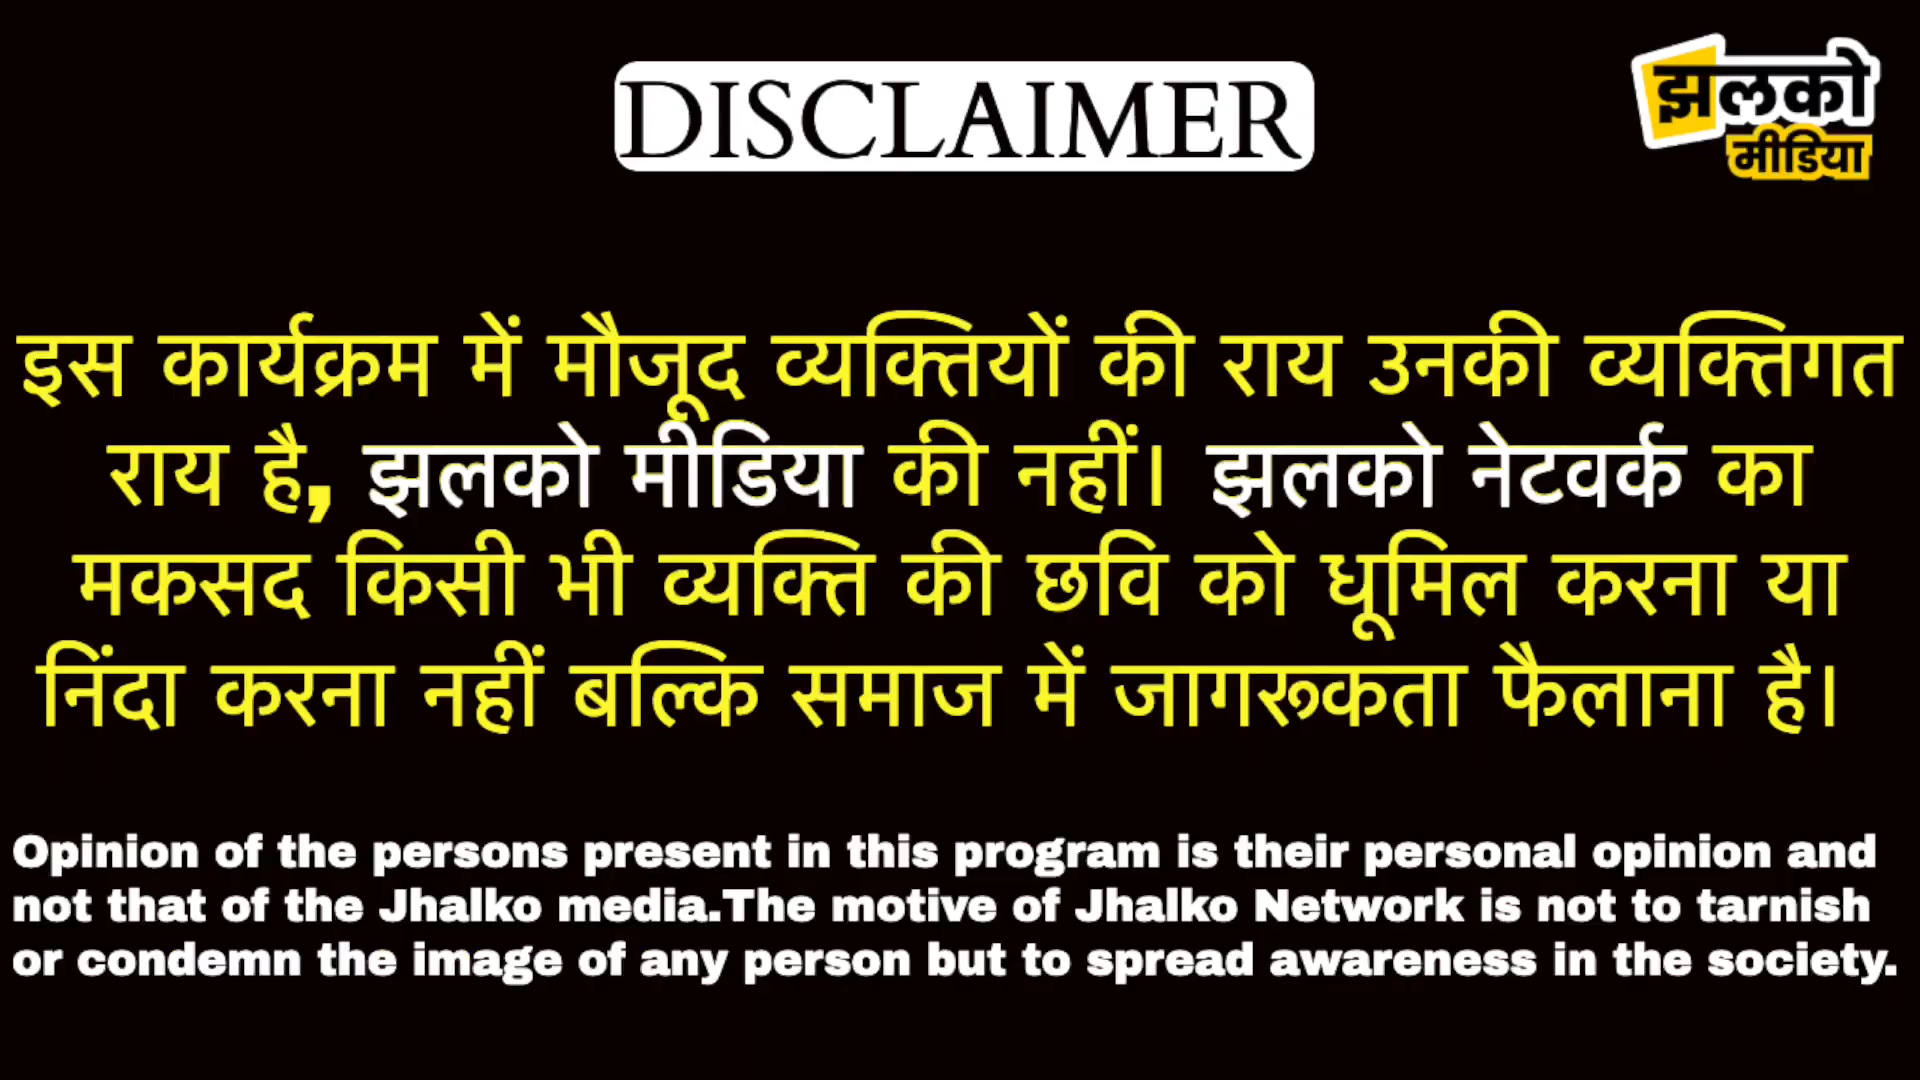 DISCLAIMER
झलको
मीडिया
इस कार्यक्रम में मौजूद व्यक्तियों की राय उनकी व्यक्तिगत
राय है, झलको मीडिया की नहीं। झलको नेटवर्क का
मकसद किसी भी व्यक्ति की छवि को धूमिल करना या
निंदा करना नहीं बल्कि समाज में जागरूकता फैलाना है।
Opinion of the persons present in this program is their personal opinion and
not that of the Jhalko media.The motive of Jhalko Network is not to tarnish
or condemn the image of any person but to spread awareness in the society.